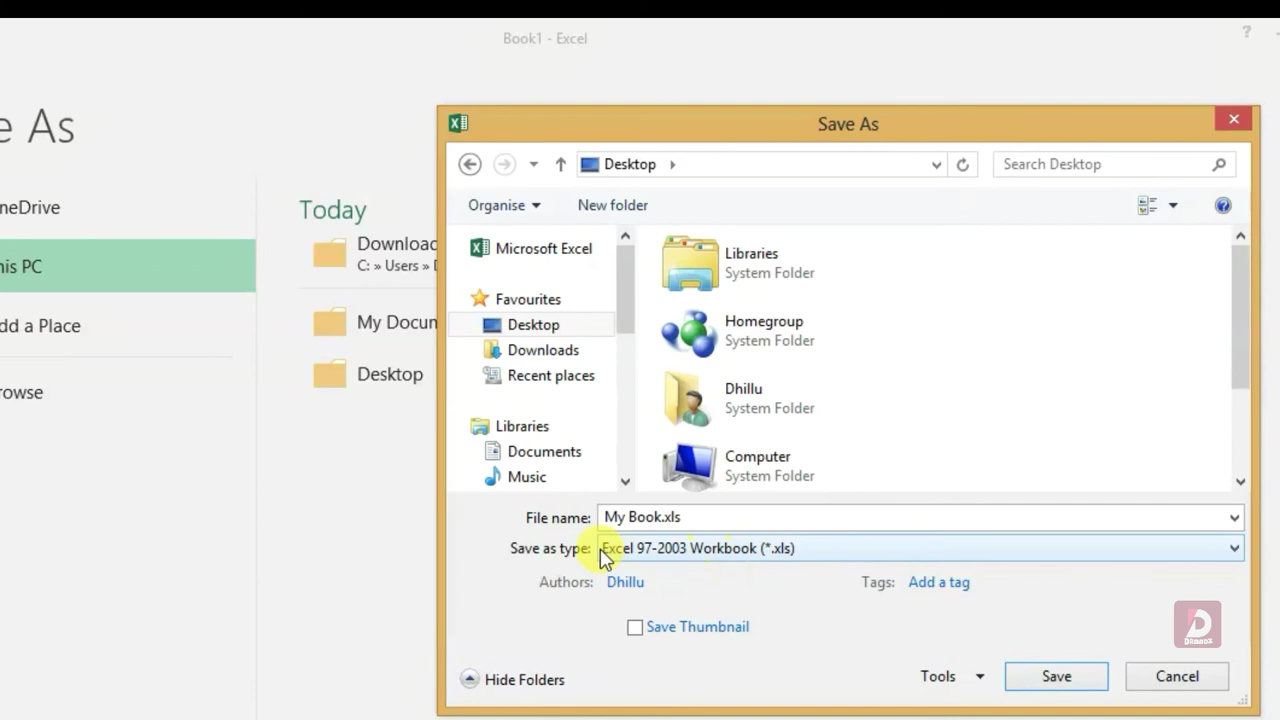 Book1 - Excel
?
e As
neDrive
his PC
dd a Place
rowse
Today
Downloac
C: » Users » D
My Docun
Desktop
Save As
Desktop
Search Desktop
Organise
New folder
Microsoft Excel
Favourites
Desktop
Downloads
Recent places
Libraries
Documents
Music
Libraries
System Folder
Homegroup
System Folder
Dhillu
System Folder
Computer
System Folder
File name: My Book.xls
Save as type: Excel 97-2003 Workbook (*.xls)
Authors: Dhillu Tags: Add a tag
Save Thumbnail
Hide Folders
Tools
Save
Cancel